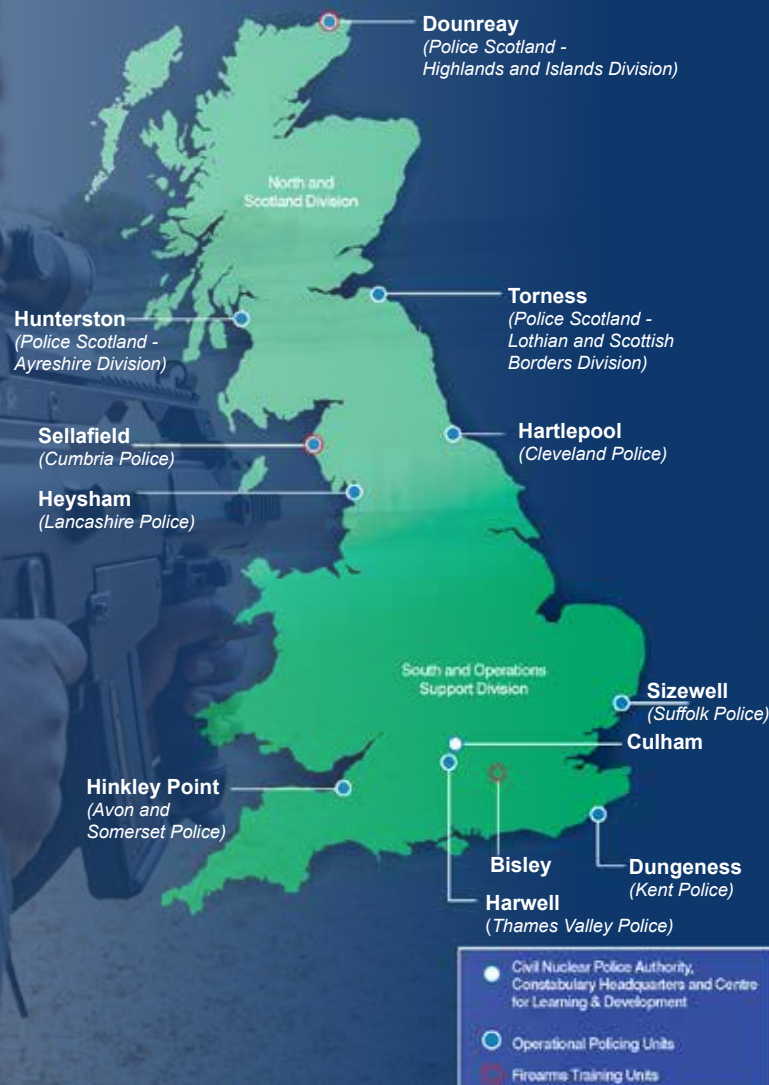 Dounreay
(Police Scotland -
Highlands and Islands Division)
North and
Scotland Division
Hunterston
(Police Scotland -
Ayreshire Division)
Torness
(Police Scotland -
Lothian and Scottish
Borders Division)
Sellafield
(Cumbria Police)
Hartlepool
(Cleveland Police)
Heysham
(Lancashire Police)
South and Operations
Support Division
Sizewell
(Suffolk Police)
Culham
Hinkley Point
(Avon and
Somerset Police)
Bisley
Dungeness
(Kent Police)
Harwell
(Thames Valley Police)
Civil Nuclear Police Authority,
Constabulary Headquarters and Centre
for Learning & Development
Operational Policing Units
Firearms Training Units